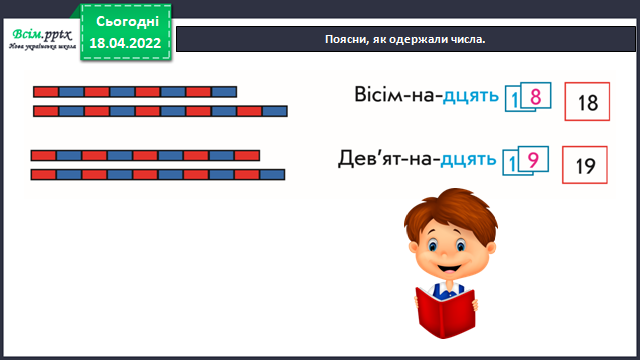 Всім.pptx
Нова українська школа
Сьогодні
18.04.2022
Поясни, як одержали числа.
Вісім-на-дцять 1 8 18
Дев'ят-на-дцять 1 9 19